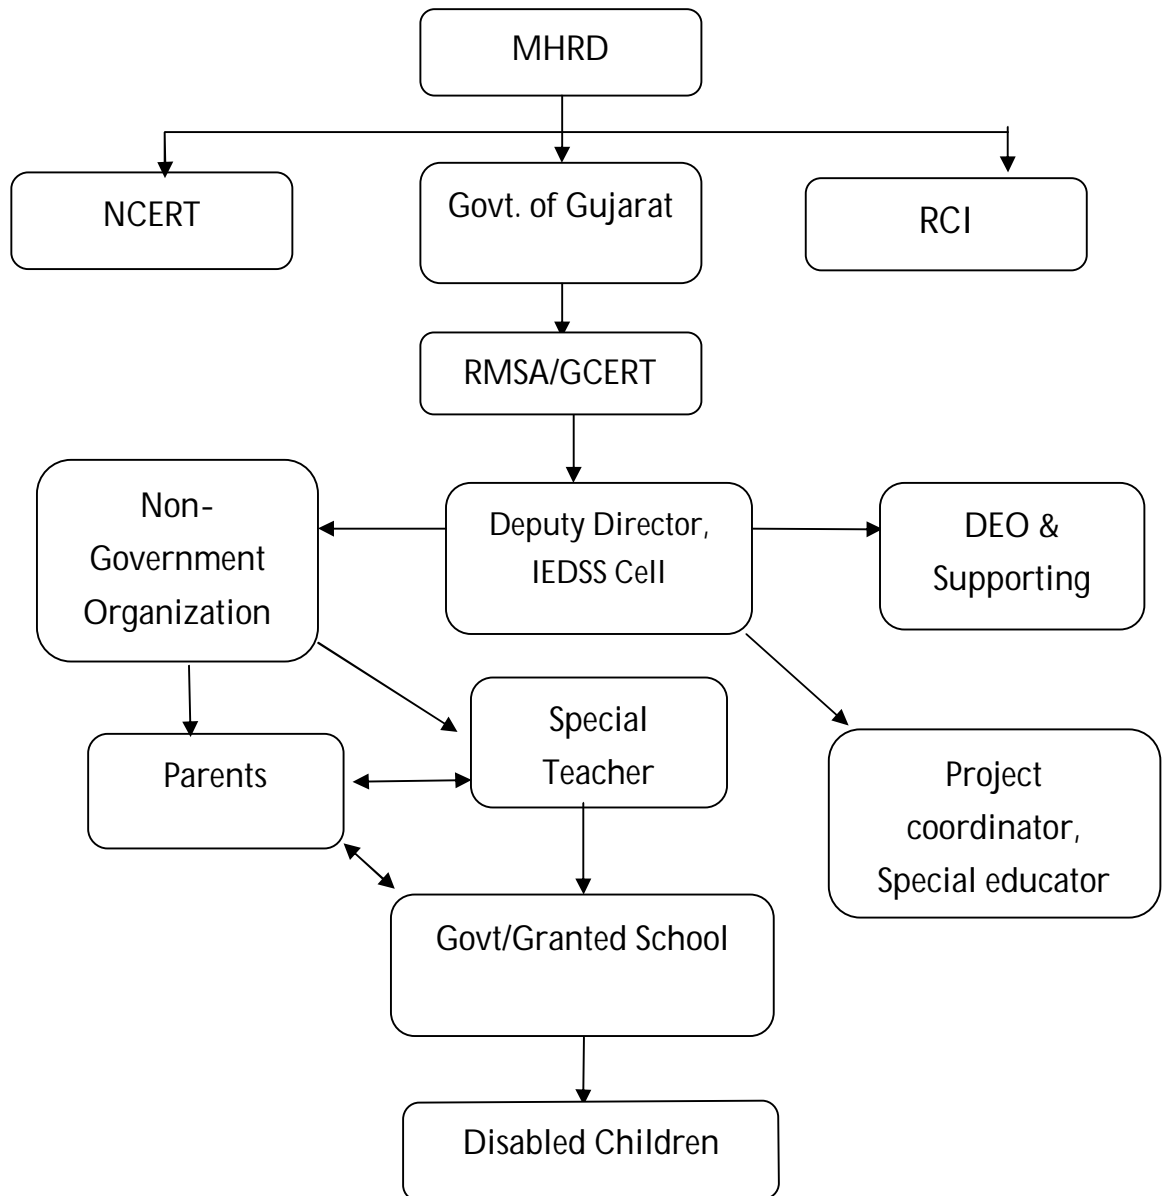 MHRD
NCERT
Govt. of Gujarat
RCI
RMSA/GCERT
Non-
Government
Organization
Deputy Director,
IEDSS Cell
DEO &
Supporting
Special
Teacher
Parents
Project
coordinator,
Special educator
Govt/Granted School
Disabled Children